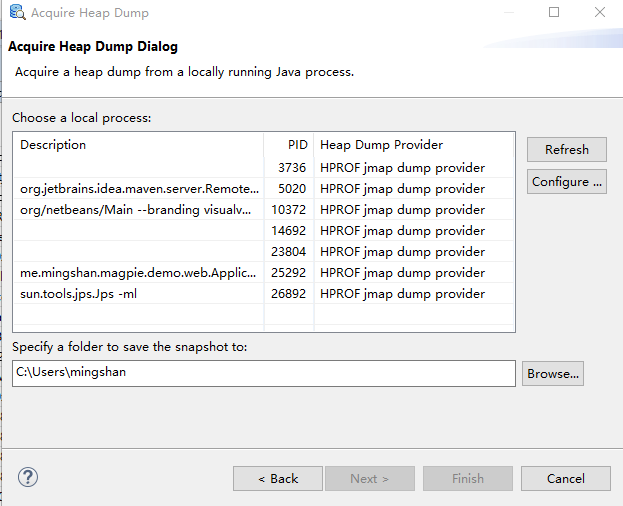 Acquire Heap Dump
Acquire Heap Dump Dialog
Acquire a heap dump from a locally running Java process.
Choose a local process:
Description PID Heap Dump Provider
3736 HPROF jmap dump provider
org.jetbrains.idea.maven.server.Remote... 5020 HPROF jmap dump provider
org/netbeans/Main --branding visualv... 10372 HPROF jmap dump provider
14692 HPROF jmap dump provider
23804 HPROF jmap dump provider
me.mingshan.magpie.demo.web.Applic... 25292 HPROF jmap dump provider
sun.tools.jps.Jps -ml 26892 HPROF jmap dump provider
Refresh
Configure ...
Specify a folder to save the snapshot to:
C:\Users\mingshan
Browse...
?
< Back
Next >
Finish
Cancel